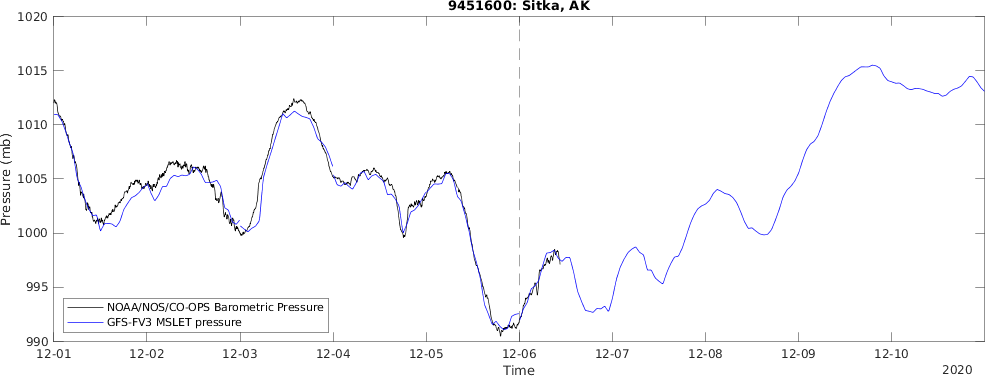 9451600: Sitka, AK
1020
1015
1010
1005
1000
995
990
Pressure (mb)
NOAA/NOS/CO-OPS Barometric Pressure
GFS-FV3 MSLET pressure
12-01 12-02 12-03 12-04 12-05 12-06 12-07 12-08 12-09 12-10
Time
2020